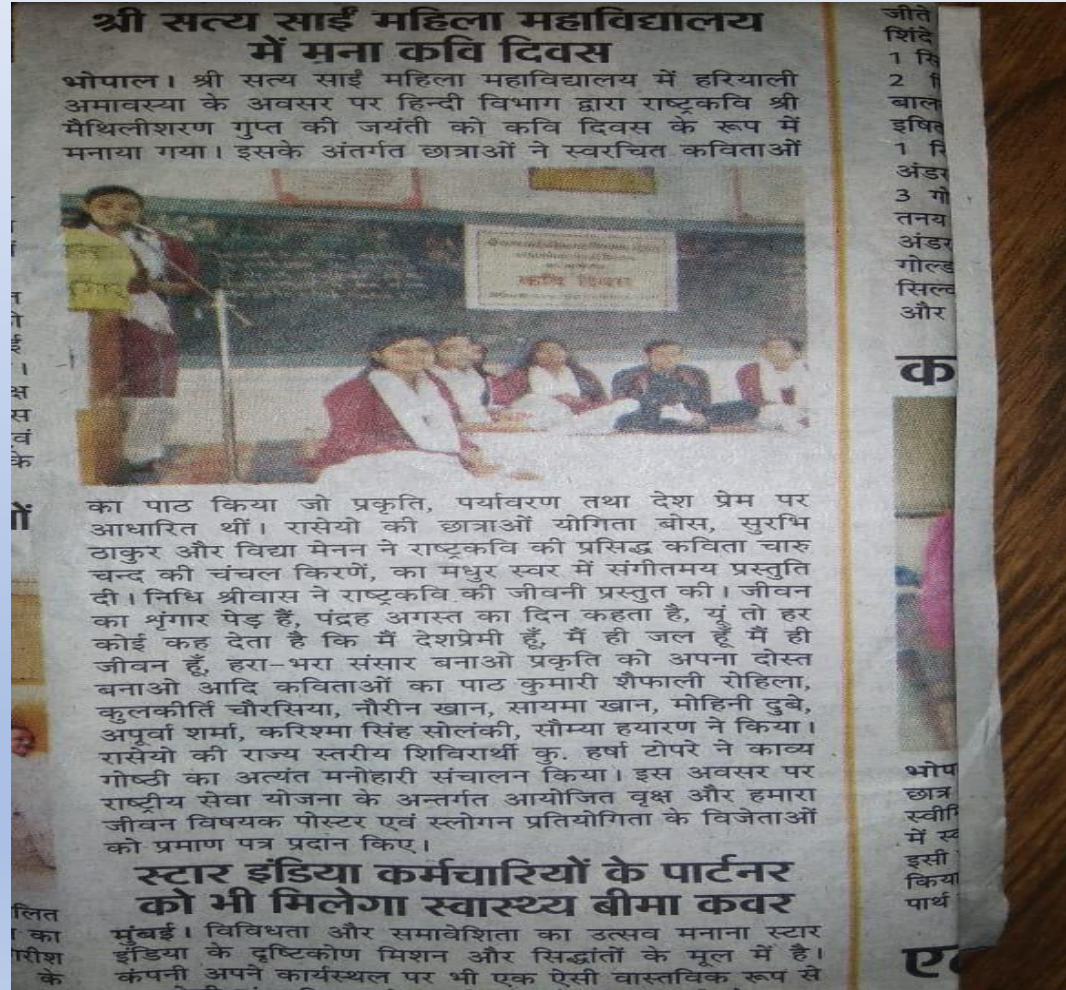 श्री सत्य साईं महिला महाविद्यालय
में मना कवि दिवस
भोपाल। श्री सत्य साईं महिला महाविद्यालय में हरियाली
अमावस्या के अवसर पर हिन्दी विभाग द्वारा राष्ट्रकवि श्री
मैथिलीशरण गुप्त की जयंती को कवि दिवस के रूप में
मनाया गया। इसके अंतर्गत छात्राओं ने स्वरचित कविताओं
कवि दिवस
का पाठ किया जो प्रकृति, पर्यावरण तथा देश प्रेम पर
आधारित थीं। रासेयो की छात्राओं योगिता बोस, सुरभि
ठाकुर और विद्या मेनन ने राष्ट्रकवि की प्रसिद्ध कविता चारु
चन्द की चंचल किरणें, का मधुर स्वर में संगीतमय प्रस्तुति
दी। निधि श्रीवास ने राष्ट्रकवि की जीवनी प्रस्तुत की। जीवन
का शृंगार पेड़ हैं, पंद्रह अगस्त का दिन कहता है, यूं तो हर
कोई कह देता है कि मैं देशप्रेमी हूँ, मैं ही जल हूँ मैं ही
जीवन हूँ, हरा-भरा संसार बनाओ प्रकृति को अपना दोस्त
बनाओ आदि कविताओं का पाठ कुमारी शैफाली रोहिला,
कुलकीर्ति चौरसिया, नौरीन खान, सायमा खान, मोहिनी दुबे,
अपूर्वा शर्मा, करिश्मा सिंह सोलंकी, सौम्या हयारण ने किया।
रासेयो की राज्य स्तरीय शिविरार्थी कु. हर्षा टोपरे ने काव्य
गोष्ठी का अत्यंत मनोहारी संचालन किया। इस अवसर पर
राष्ट्रीय सेवा योजना के अन्तर्गत आयोजित वृक्ष और हमारा
जीवन विषयक पोस्टर एवं स्लोगन प्रतियोगिता के विजेताओं
को प्रमाण पत्र प्रदान किए।
स्टार इंडिया कर्मचारियों के पार्टनर
को भी मिलेगा स्वास्थ्य बीमा कवर
मुंबई। विविधता और समावेशिता का उत्सव मनाना स्टार
इंडिया के दृष्टिकोण मिशन और सिद्धांतों के मूल में है।
कंपनी अपने कार्यस्थल पर भी एक ऐसी वास्तविक रूप से
जीते
शिंदे
1
2
1
3
तनय
और
छात्र
इसी
का
के